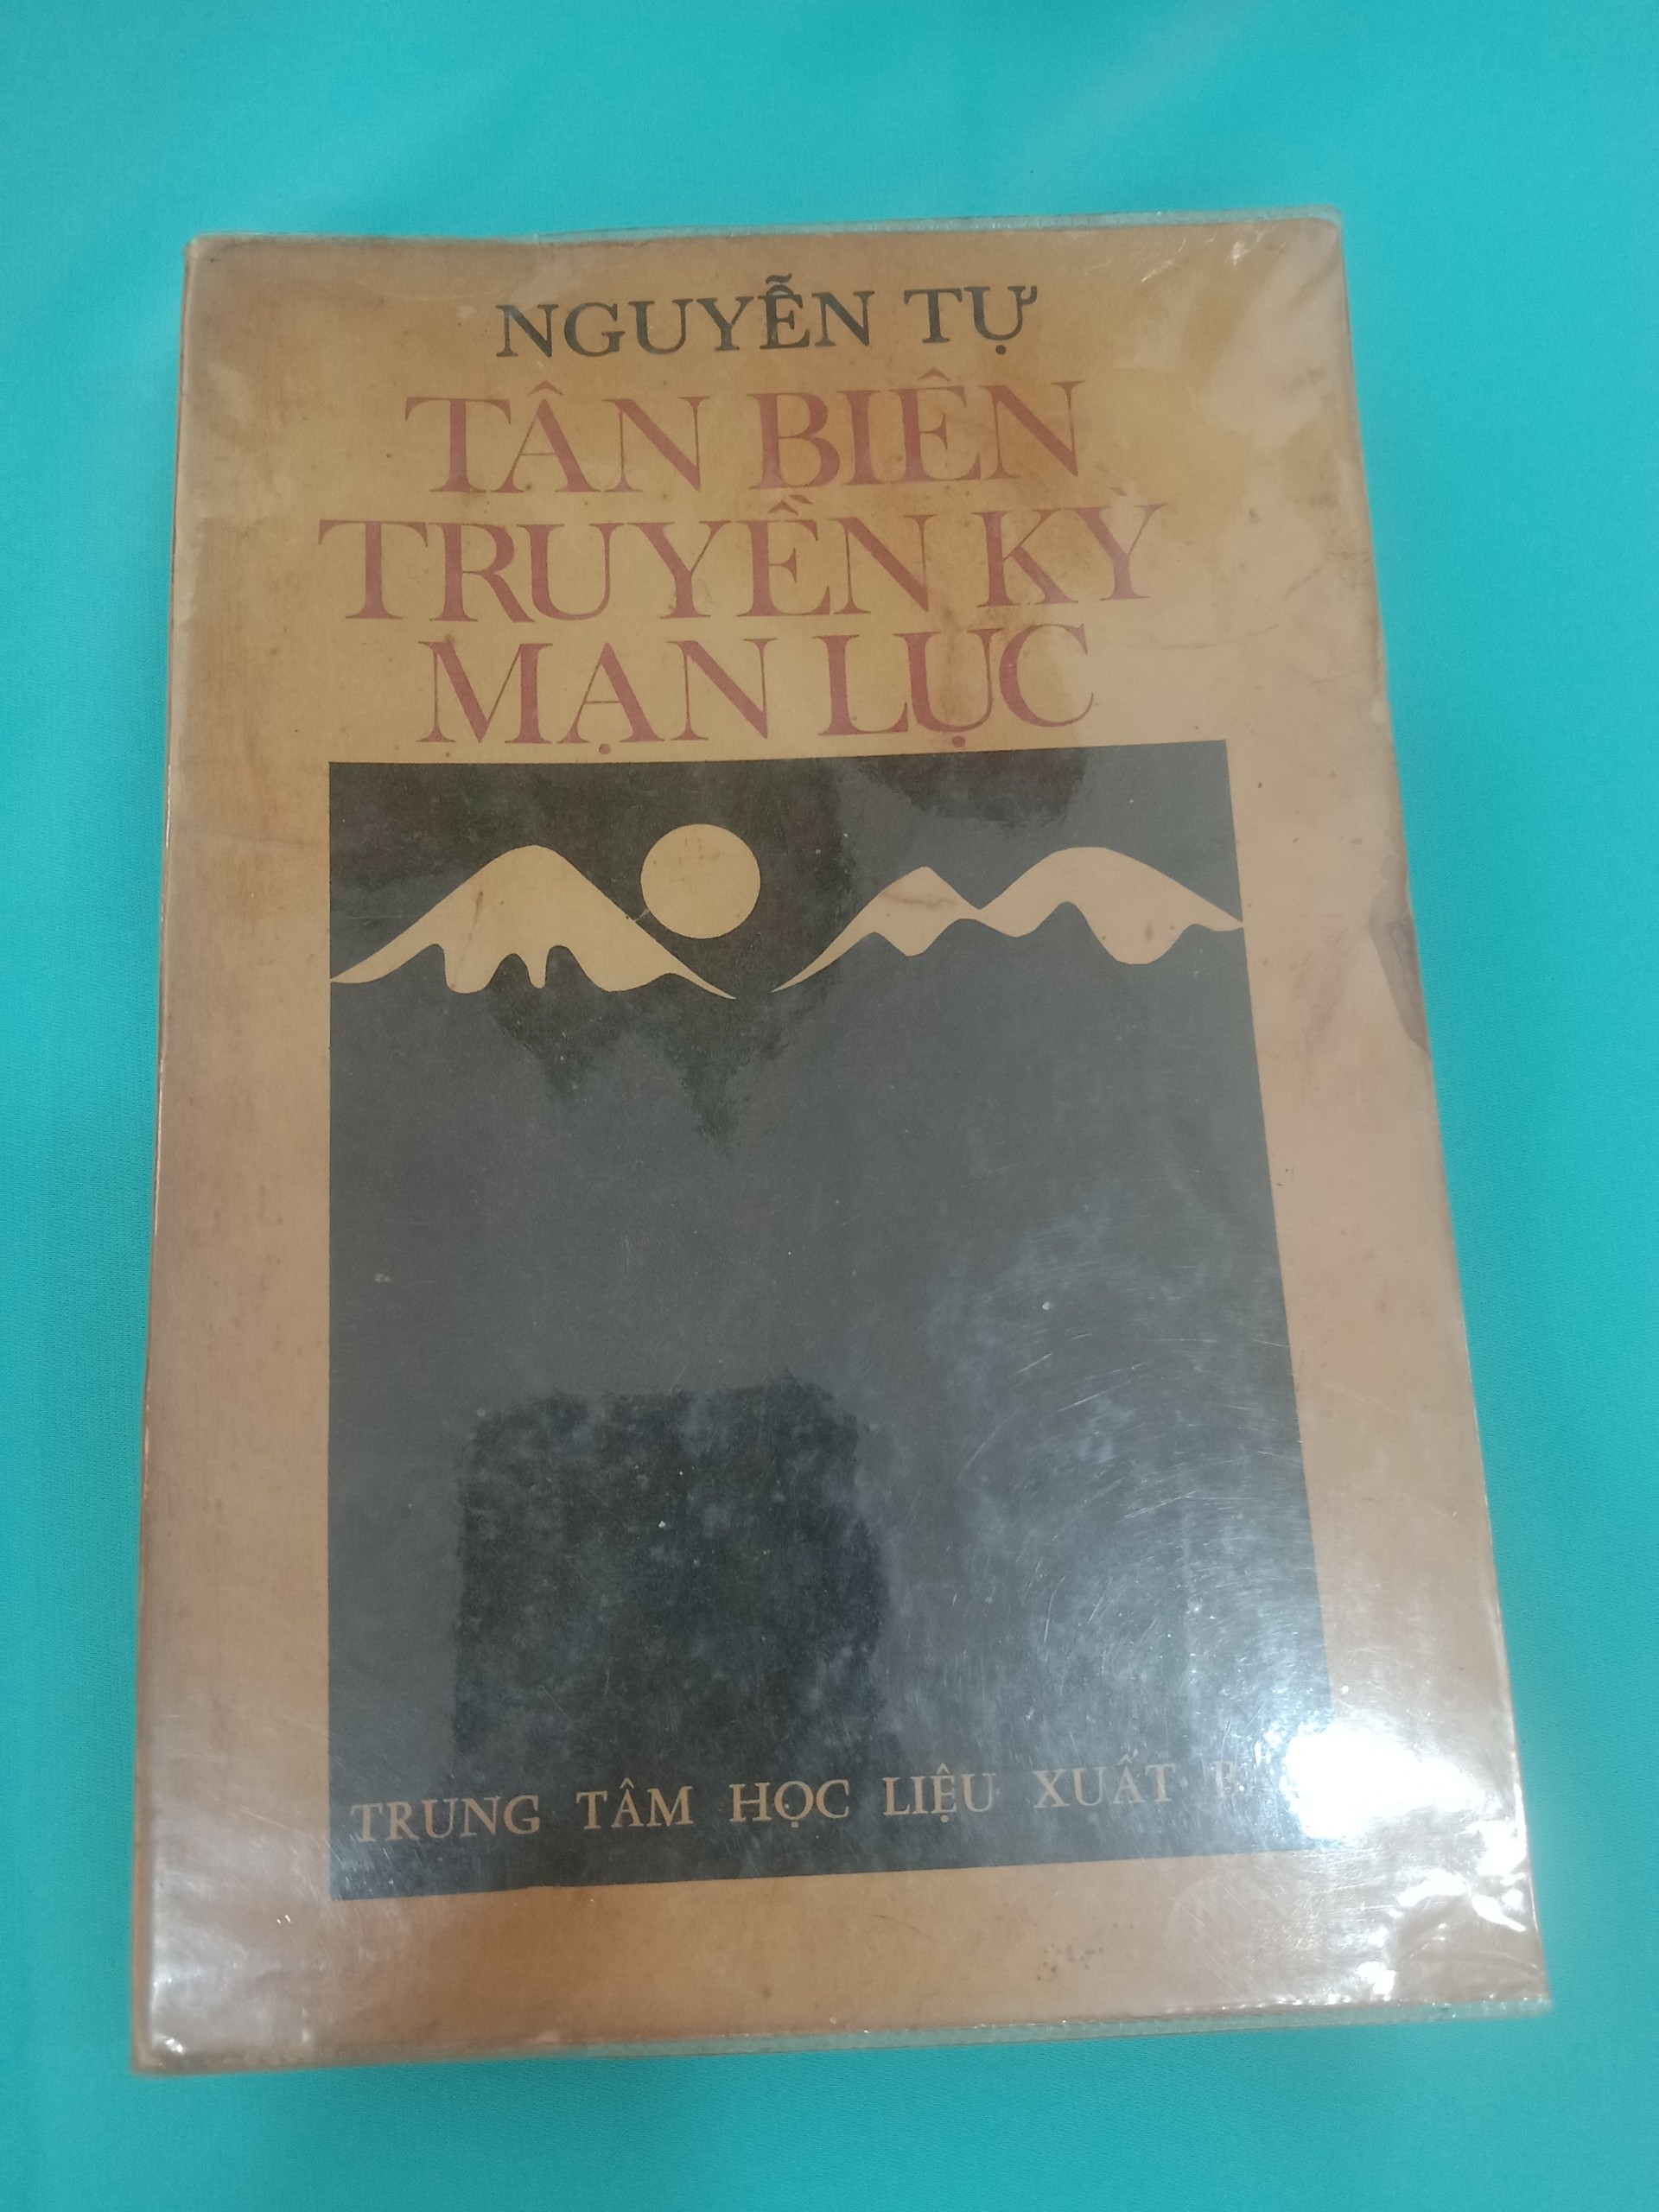 NGUYỄN TỰ
TÂN BIÊN
TRUYỀN KỲ
MẠN LỤC
TRUNG TÂM HỌC LIỆU XUẤT